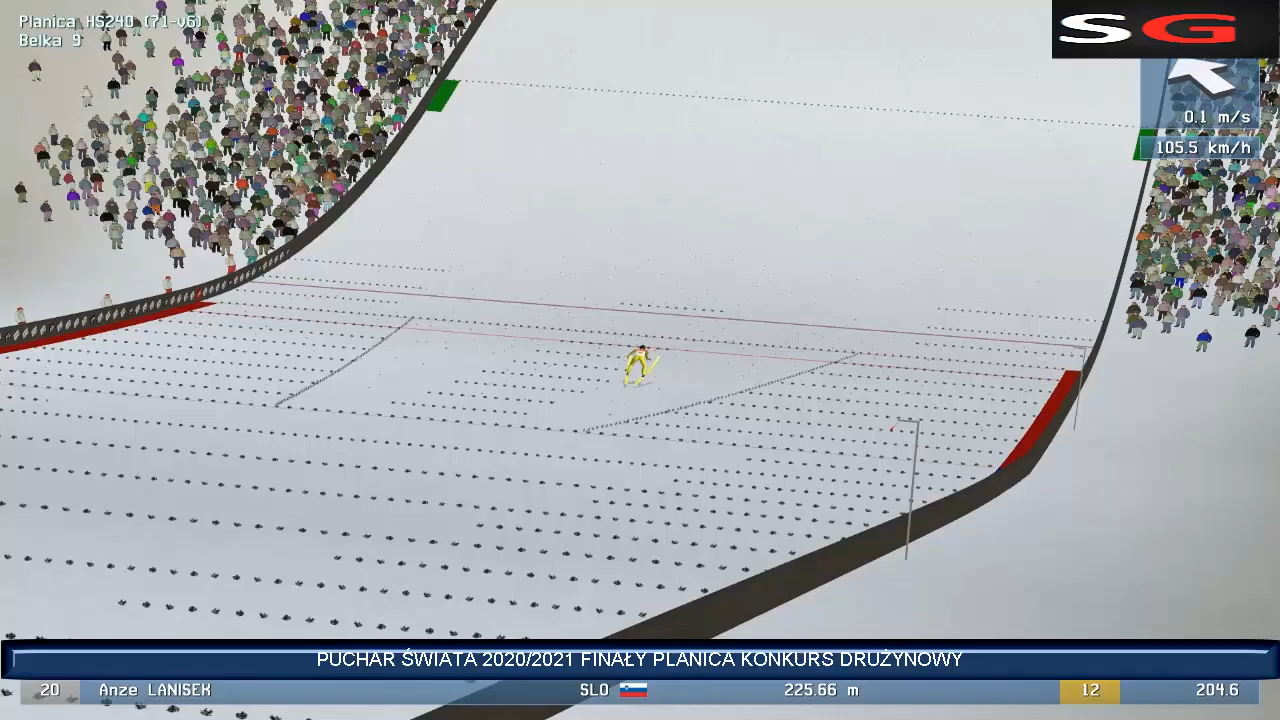 Planica HS240 (71-v6)
Belka 9
SG
0.1 m/s
105.5 km/h
PUCHAR ŚWIATA 2020/2021 FINAŁY PLANICA KONKURS DRUŻYNOWY
20 Anze LANISEK SLO 225.66 m 12 204.6